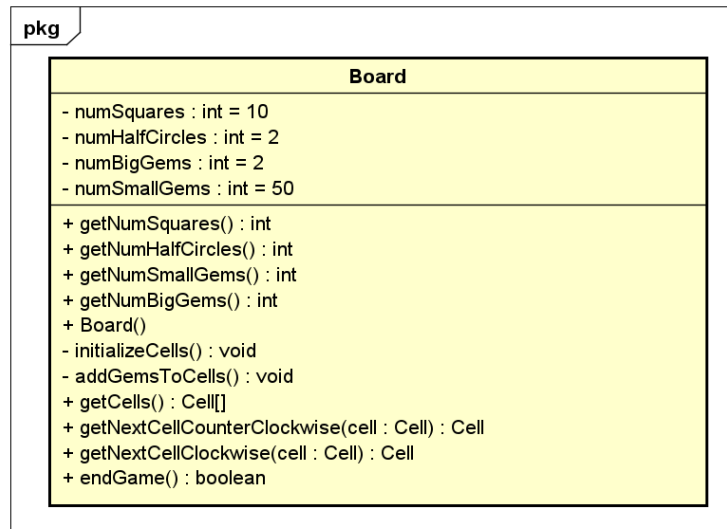 pkg
Board
- numSquares : int = 10
- numHalfCircles : int = 2
- numBigGems : int = 2
- numSmallGems : int = 50
+ getNumSquares() : int
+ getNumHalfCircles() : int
+ getNumSmallGems() : int
+ getNumBigGems() : int
+ Board()
- initializeCells() : void
- addGemsToCells() : void
+ getCells() : Cell[]
+ getNextCellCounterClockwise(cell : Cell) : Cell
+ getNextCellClockwise(cell : Cell) : Cell
+ endGame() : boolean